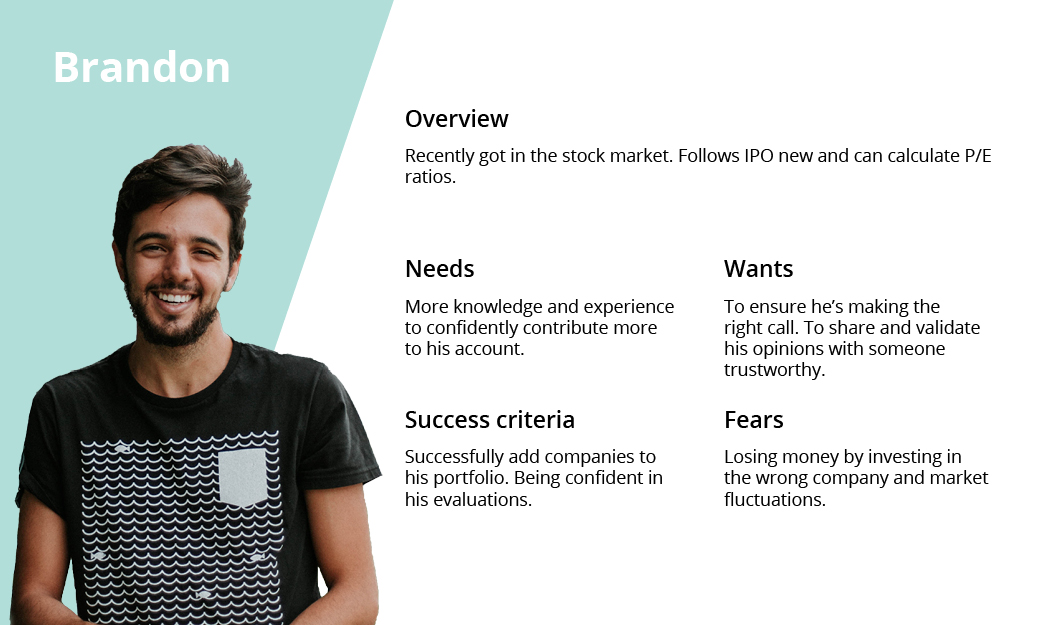 Brandon
Overview
Recently got in the stock market. Follows IPO new and can calculate P/E
ratios.
Needs
More knowledge and experience
to confidently contribute more
to his account.
Wants
To ensure he’s making the
right call. To share and validate
his opinions with someone
trustworthy.
Success criteria
Successfully add companies to
his portfolio. Being confident in
his evaluations.
Fears
Losing money by investing in
the wrong company and market
fluctuations.